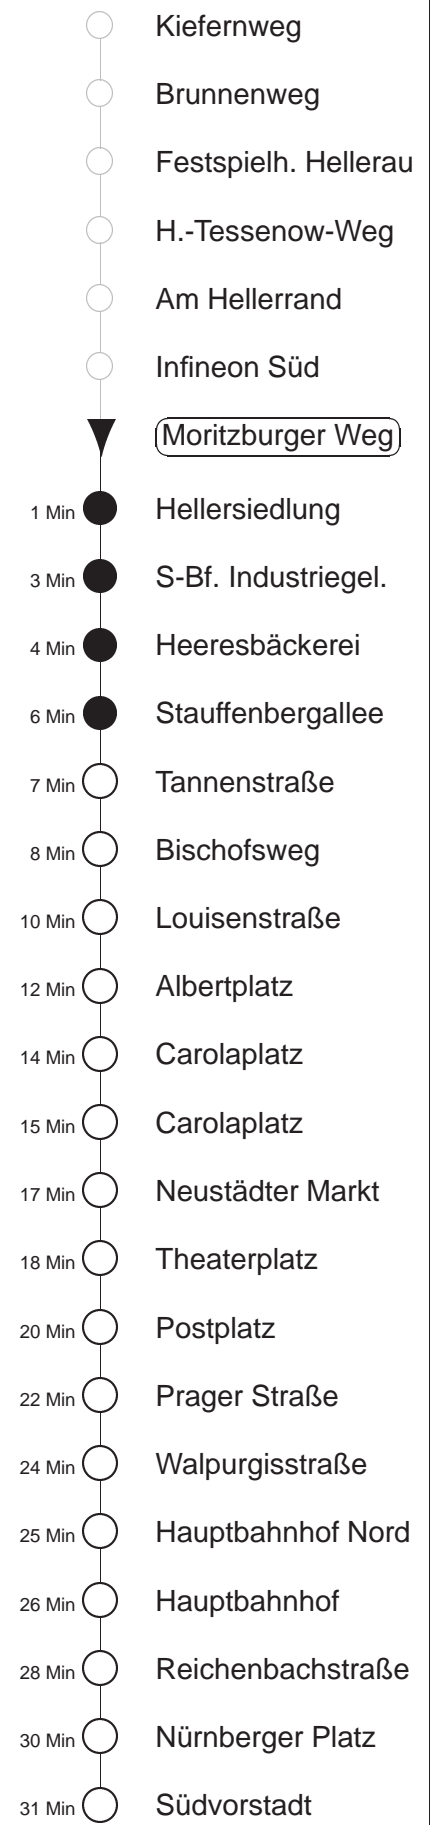 Kiefernweg
Brunnenweg
Festspielh. Hellerau
H.-Tessenow-Weg
Am Hellerrand
Infineon Süd
Moritzburger Weg
1 Min Hellersiedlung
3 Min S-Bf. Industriegel.
4 Min Heeresbäckerei
6 Min Stauffenbergallee
7 Min Tannenstraße
8 Min Bischofsweg
10 Min Louisenstraße
12 Min Albertplatz
14 Min Carolaplatz
15 Min Carolaplatz
17 Min Neustädter Markt
18 Min Theaterplatz
20 Min Postplatz
22 Min Prager Straße
24 Min Walpurgisstraße
25 Min Hauptbahnhof Nord
26 Min Hauptbahnhof
28 Min Reichenbachstraße
30 Min Nürnberger Platz
31 Min Südvorstadt